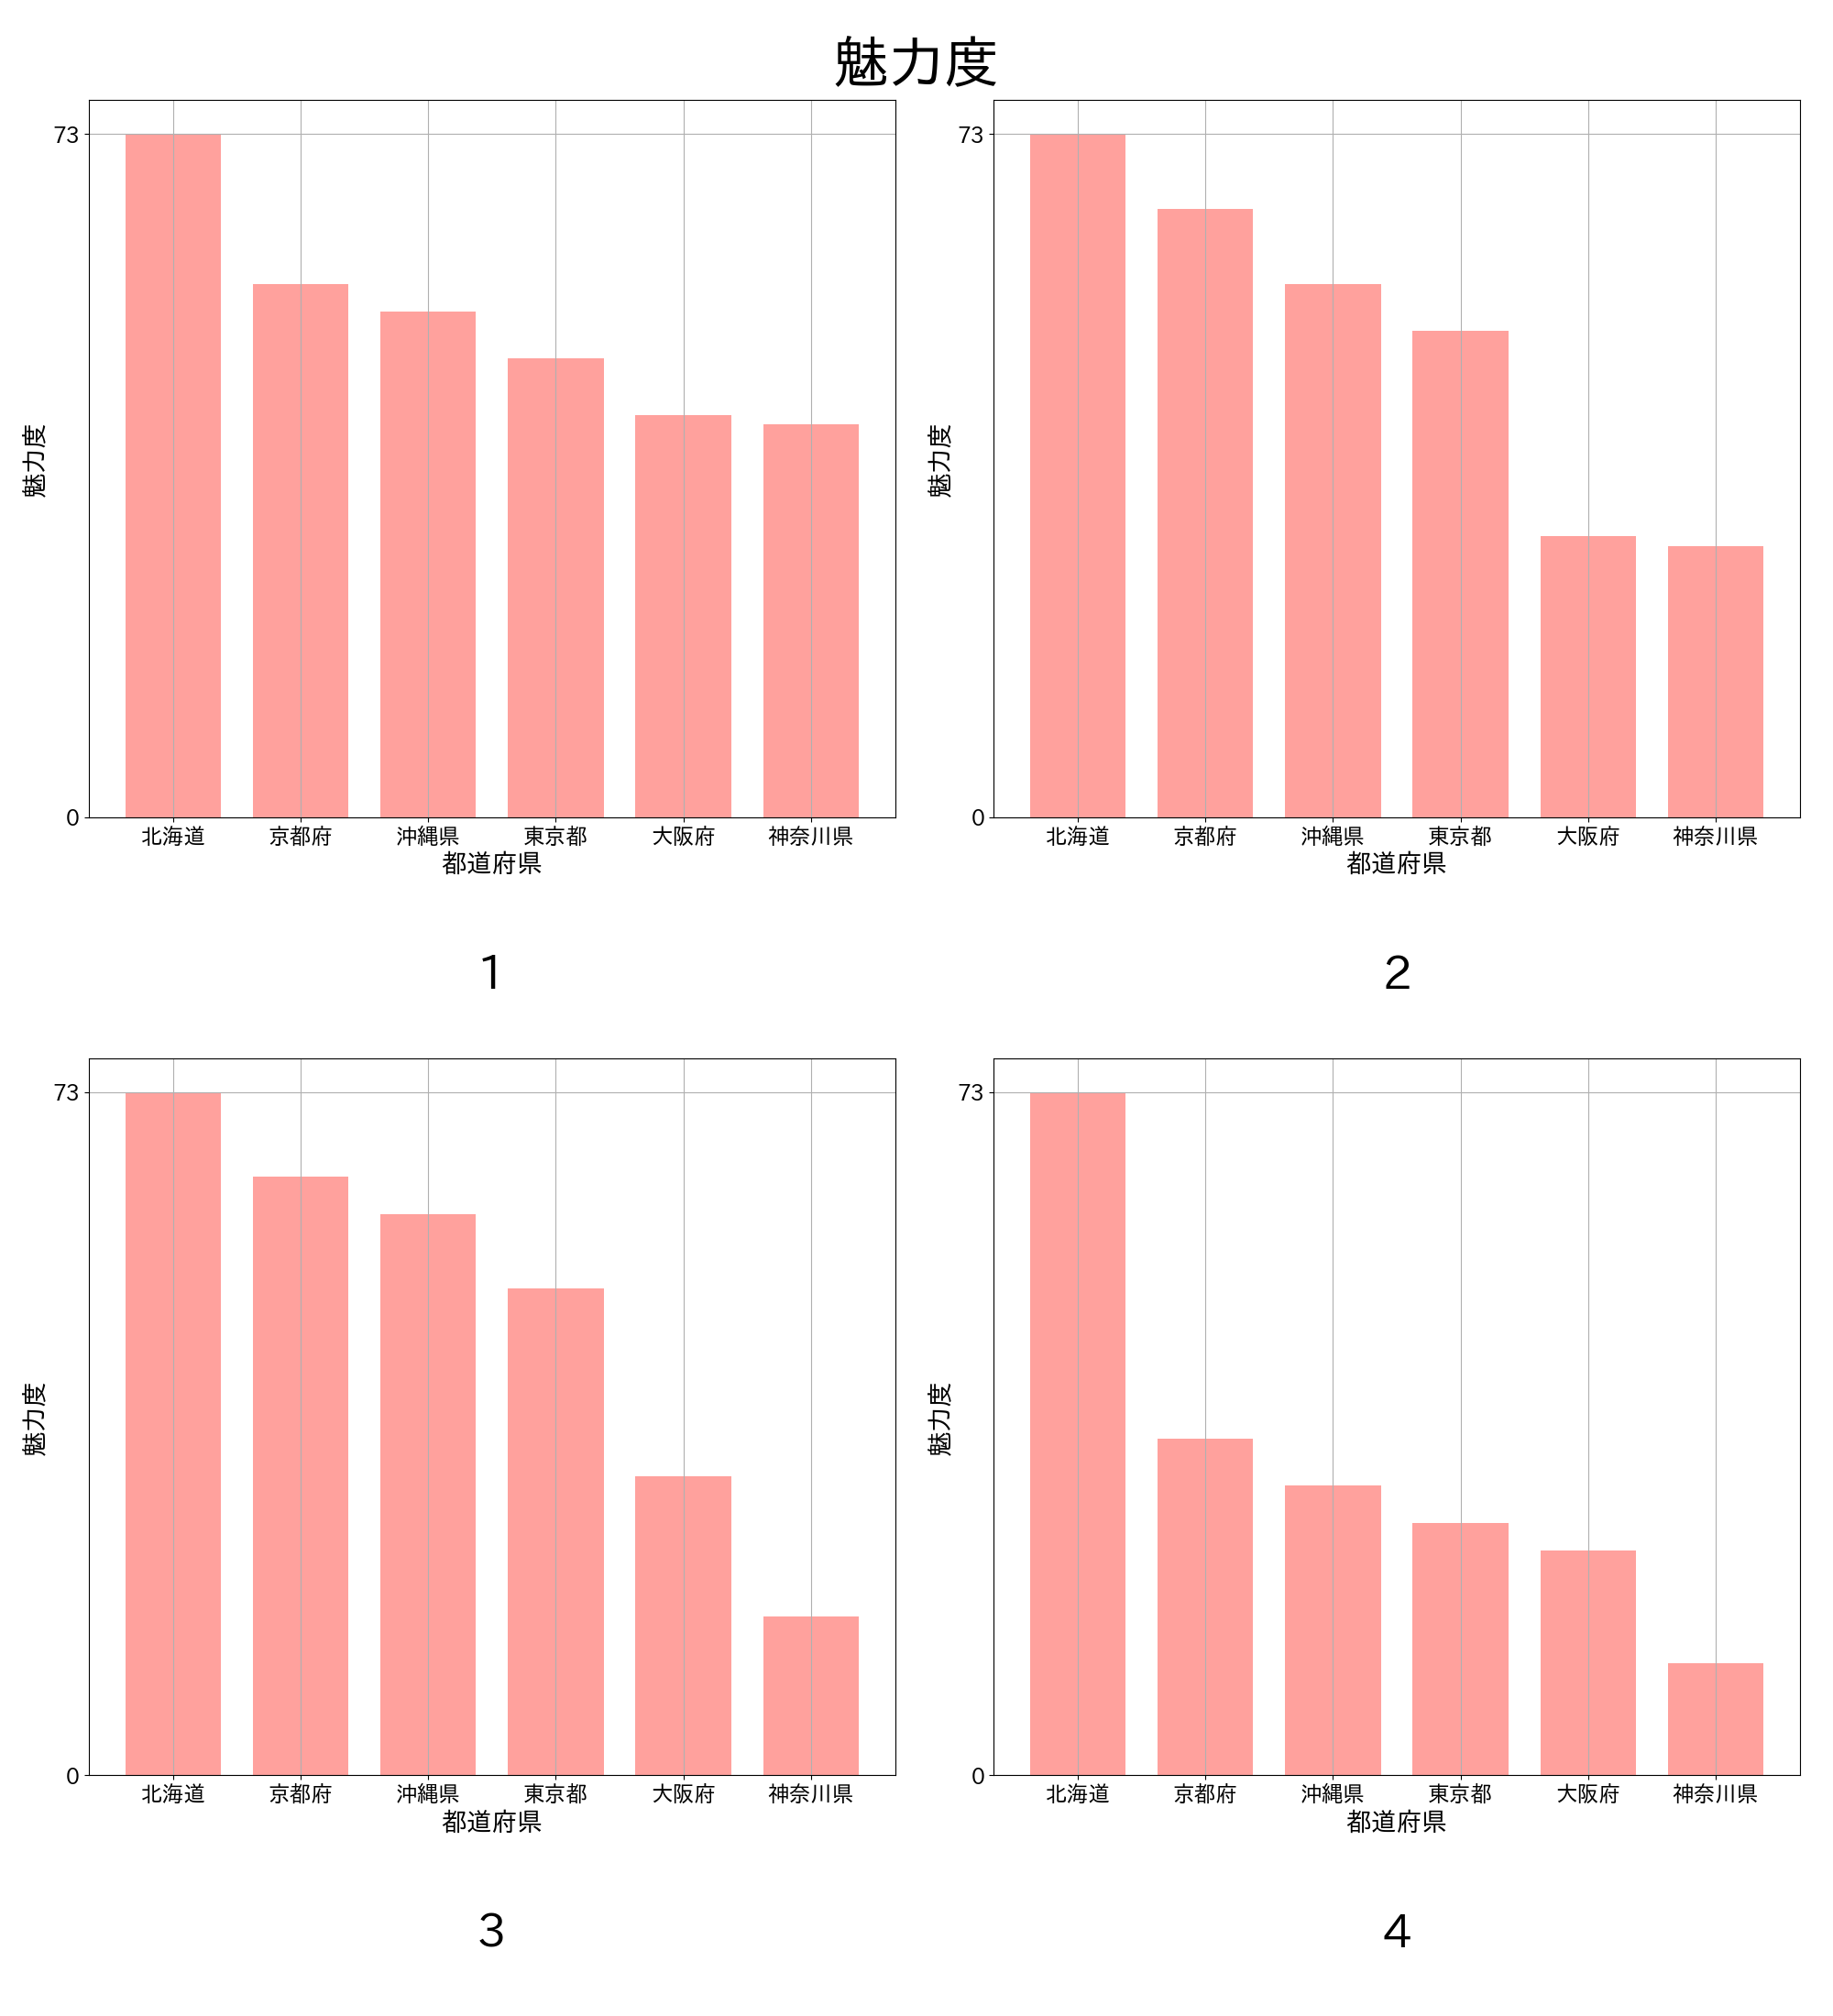 魅力度
73
0
魅力度
北海道 京都府 沖縄県 東京都 大阪府 神奈川県
都道府県
1
73
0
魅力度
北海道 京都府 沖縄県 東京都 大阪府 神奈川県
都道府県
2
73
0
魅力度
北海道 京都府 沖縄県 東京都 大阪府 神奈川県
都道府県
3
73
0
魅力度
北海道 京都府 沖縄県 東京都 大阪府 神奈川県
都道府県
4